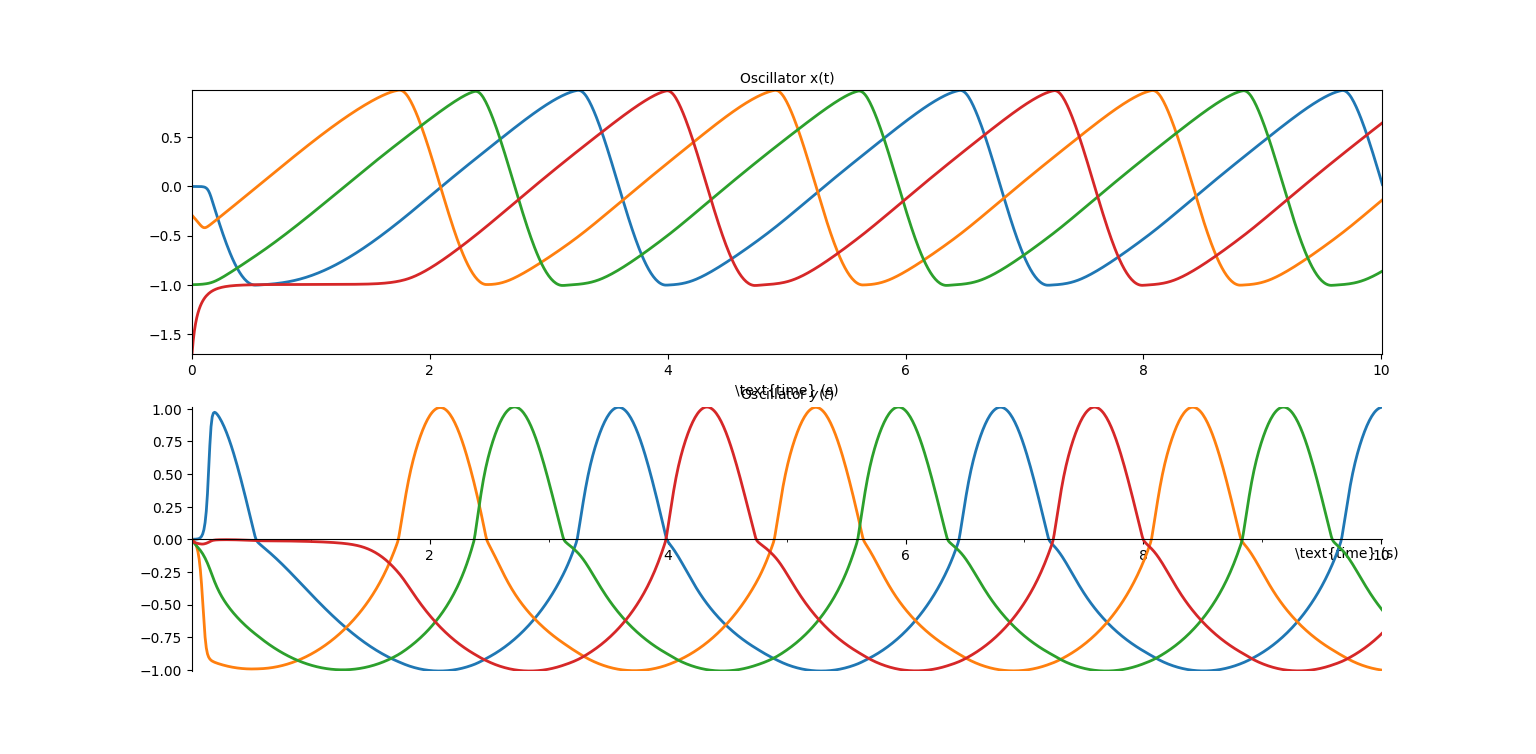 Oscillator x(t)
0.5
0.0
−0.5
−1.0
−1.5
0 2 4 6 8 10
\text{time} (s)
Oscillator y(t)
1.00
0.75
0.50
0.25
0.00
−0.25
−0.50
−0.75
−1.00
2 4 6 8 10
\text{time} (s)